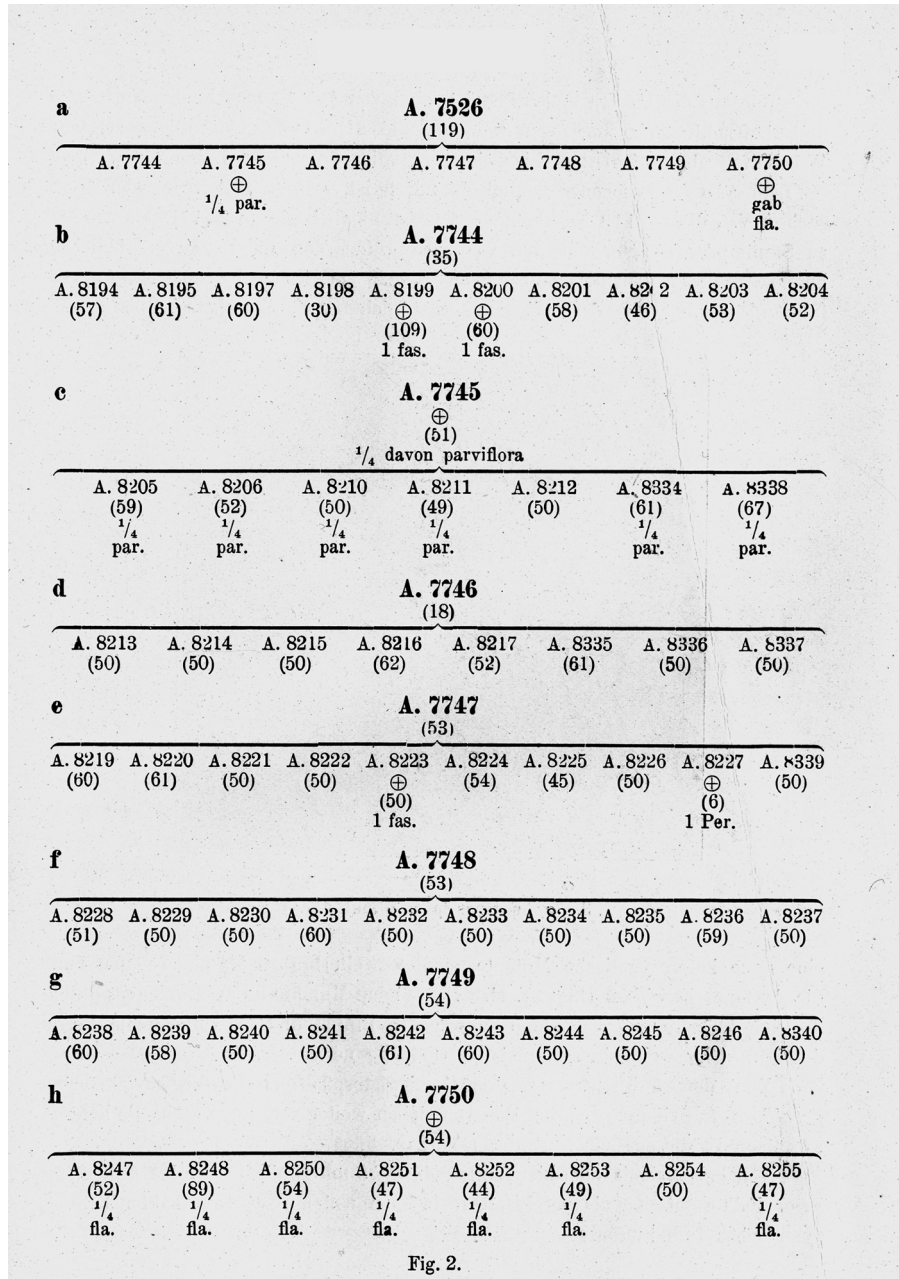 a
A. 7526
(119)
A. 7744 A. 7745 A. 7746 A. 7747 A. 7748 A. 7749 A. 7750
⊕ ⊕
1/4 par. gab
fla.
b
A. 7744
(35)
A. 8194 A. 8195 A. 8197 A. 8198 A. 8199 A. 8200 A. 8201 A. 8202 A. 8203 A. 8204
(57) (61) (60) (30) ⊕ ⊕ (58) (46) (53) (52)
(109) (60)
1 fas. 1 fas.
c
A. 7745
⊕
(51)
1/4 davon parviflora
A. 8205 A. 8206 A. 8210 A. 8211 A. 8212 A. 8334 A. 8338
(59) (52) (50) (49) (50) (61) (67)
1/4 1/4 1/4 1/4 1/4 1/4
par. par. par. par. par. par.
d
A. 7746
(18)
A. 8213 A. 8214 A. 8215 A. 8216 A. 8217 A. 8335 A. 8336 A. 8337
(50) (50) (50) (62) (52) (61) (50) (50)
e
A. 7747
(53)
A. 8219 A. 8220 A. 8221 A. 8222 A. 8223 A. 8224 A. 8225 A. 8226 A. 8227 A. 8339
(60) (61) (50) (50) ⊕ (54) (45) (50) ⊕ (50)
(50) (6)
1 fas. 1 Per.
f
A. 7748
(53)
A. 8228 A. 8229 A. 8230 A. 8231 A. 8232 A. 8233 A. 8234 A. 8235 A. 8236 A. 8237
(51) (50) (50) (60) (50) (50) (50) (50) (59) (50)
g
A. 7749
(54)
A. 8238 A. 8239 A. 8240 A. 8241 A. 8242 A. 8243 A. 8244 A. 8245 A. 8246 A. 8340
(60) (58) (50) (50) (61) (60) (50) (50) (50) (50)
h
A. 7750
⊕
(54)
A. 8247 A. 8248 A. 8250 A. 8251 A. 8252 A. 8253 A. 8254 A. 8255
(52) (89) (54) (47) (44) (49) (50) (47)
1/4 1/4 1/4 1/4 1/4 1/4 1/4
fla. fla. fla. fla. fla. fla. fla.
Fig. 2.